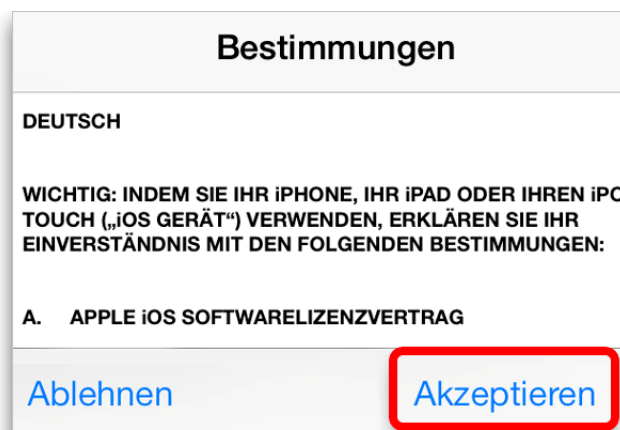 Bestimmungen
DEUTSCH
WICHTIG: INDEM SIE IHR iPHONE, IHR iPAD ODER IHREN iPO
TOUCH („iOS GERÄT“) VERWENDEN, ERKLÄREN SIE IHR
EINVERSTÄNDNIS MIT DEN FOLGENDEN BESTIMMUNGEN:
A. APPLE iOS SOFTWARELIZENZVERTRAG
Ablehnen Akzeptieren